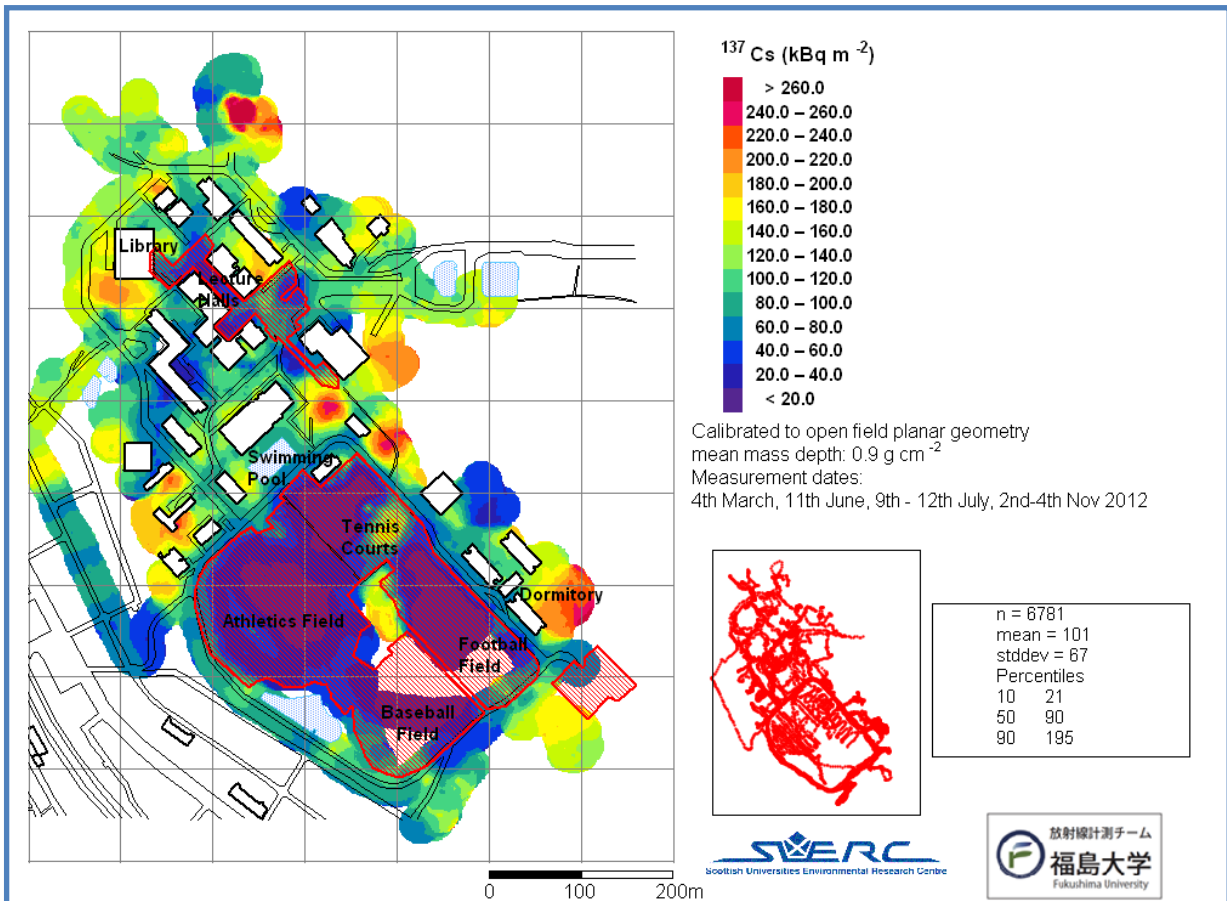 137 Cs (kBq m -2)
> 260.0
240.0 – 260.0
220.0 – 240.0
200.0 – 220.0
180.0 – 200.0
160.0 – 180.0
140.0 – 160.0
120.0 – 140.0
100.0 – 120.0
80.0 – 100.0
60.0 – 80.0
40.0 – 60.0
20.0 – 40.0
< 20.0
Calibrated to open field planar geometry
mean mass depth: 0.9 g cm -2
Measurement dates:
4th March, 11th June, 9th - 12th July, 2nd-4th Nov 2012
Library
Lecture
Halls
Swimming
Pool
Tennis
Courts
Dormitory
Athletics Field
Football
Field
Baseball
Field
0 100 200m
n = 6781
mean = 101
stddev = 67
Percentiles
10 21
50 90
90 195
SUERC
Scottish Universities Environmental Research Centre
放射線計測チーム
福島大学
Fukushima University